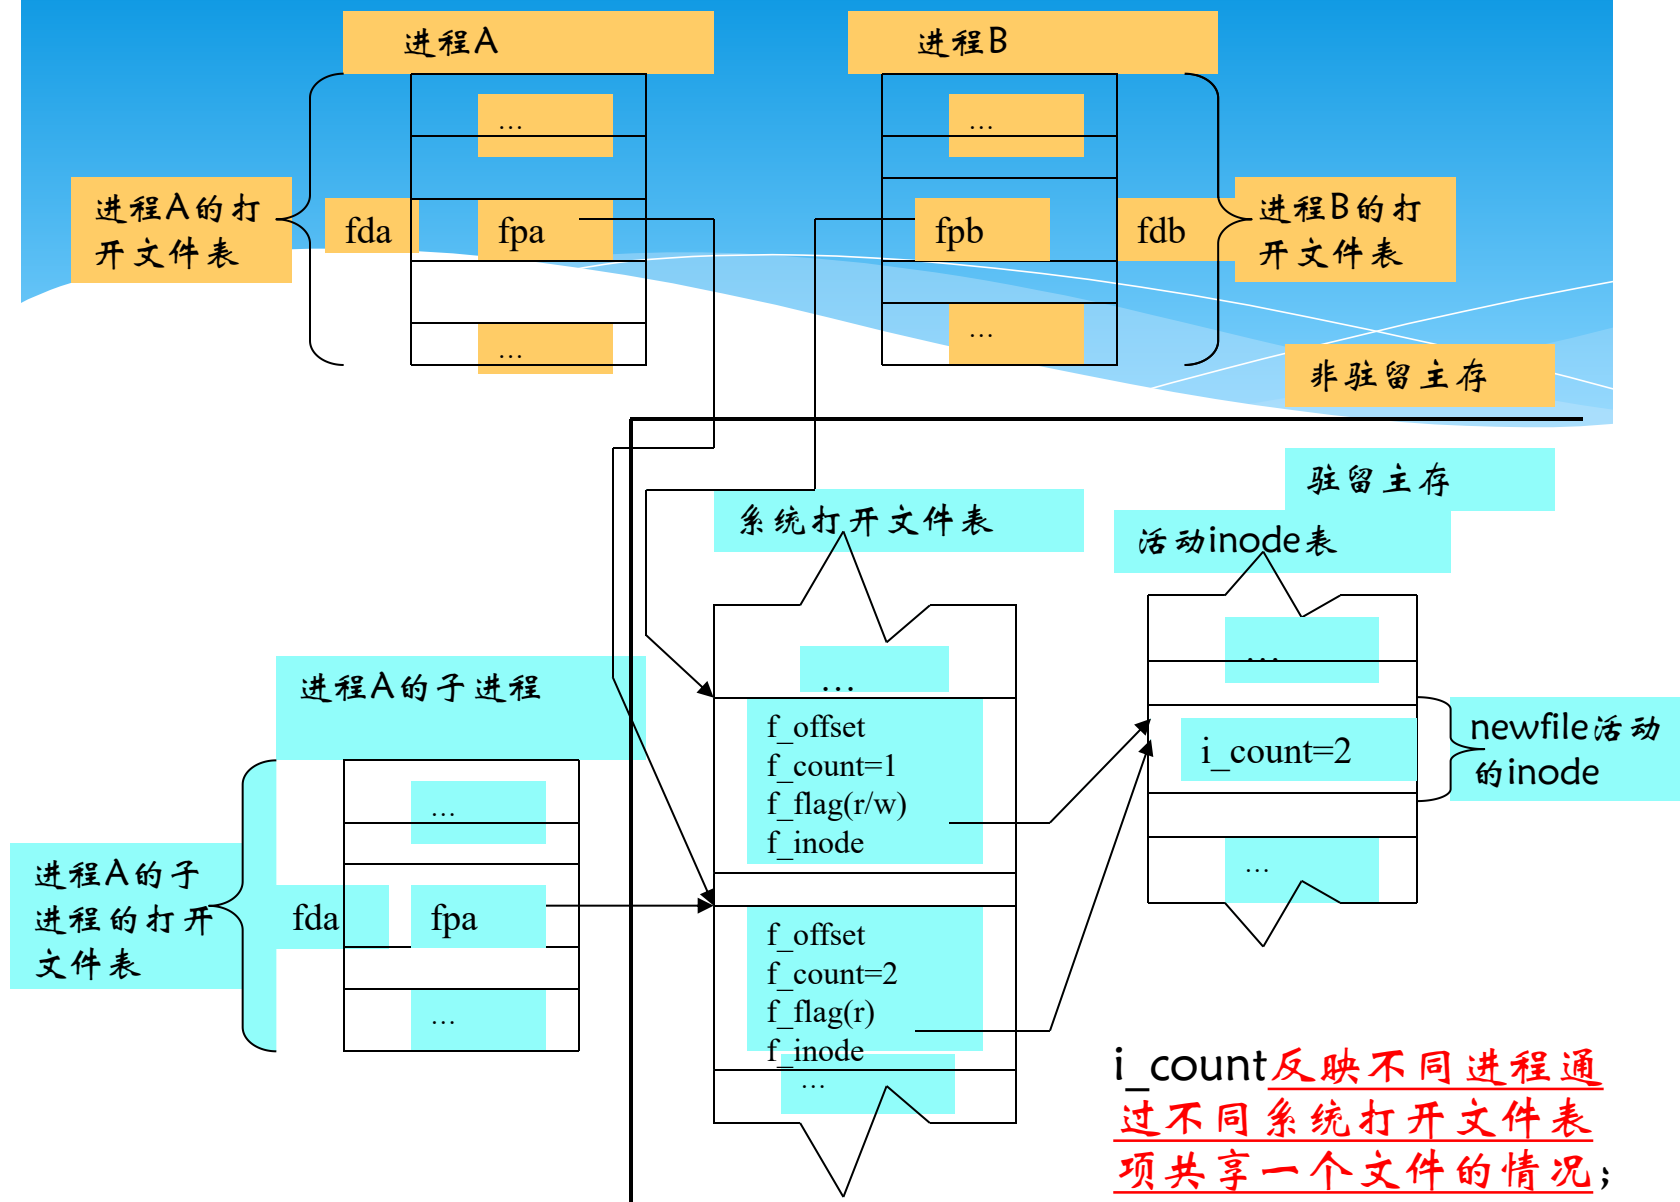 进程A
进程B
…
…
进程A的打
开文件表
fda
fpa
fpb
fdb
进程B的打
开文件表
…
…
非驻留主存
驻留主存
系统打开文件表
活动inode表
…
…
进程A的子进程
f_offset
f_count=1
f_flag(r/w)
f_inode
i_count=2
newfile活动
的inode
…
…
进程A的子
进程的打开
文件表
fda
fpa
…
f_offset
f_count=2
f_flag(r)
f_inode
…
i_count反映不同进程通
过不同系统打开文件表
项共享一个文件的情况；